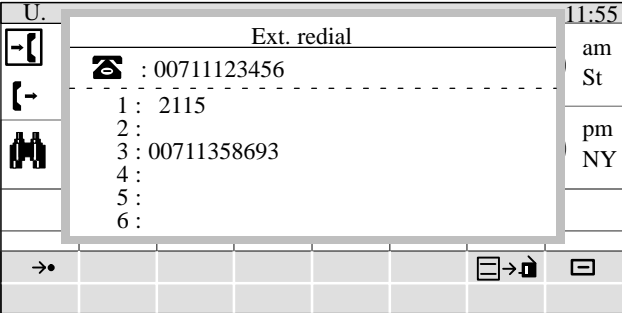 U.
11:55
Ext. redial
: 00711123456
1 : 2115
2 :
3 : 00711358693
4 :
5 :
6 :
am
St
pm
NY